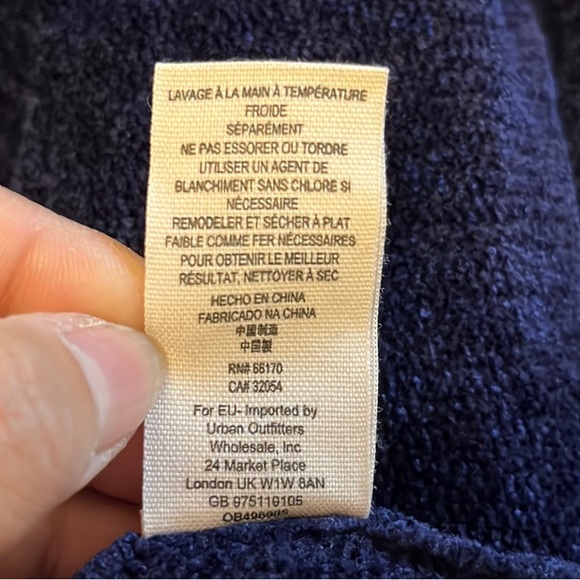 LAVAGE À LA MAIN À TEMPÉRATURE
FROIDE
SÉPARÉMENT
NE PAS ESSORER OU TORDRE
UTILISER UN AGENT DE
BLANCHIMENT SANS CHLORE SI
NÉCESSAIRE
REMODELER ET SÉCHER À PLAT
FAIBLE COMME FER NÉCESSAIRES
POUR OBTENIR LE MEILLEUR
RÉSULTAT, NETTOYER À SEC
HECHO EN CHINA
FABRICADO NA CHINA
中国制造
中国製
RN# 66170
CA# 32054
For EU- Imported by
Urban Outfitters
Wholesale, Inc
24 Market Place
London UK W1W 8AN
GB 975119105